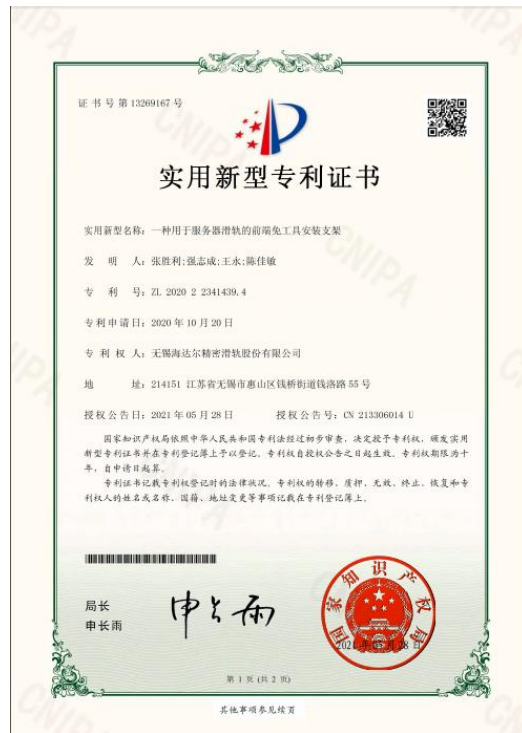 证书号第13269167号
实用新型专利证书
实用新型名称：一种用于服务器滑轨的前端免工具安装支架
发 明 人：张胜利;强志成;王永;陈佳敏
专 利 号：ZL 2020 2 2341439.4
专利申请日：2020年10月20日
专 利 权 人：无锡海达尔精密滑轨股份有限公司
地 址：214151 江苏省无锡市惠山区钱桥街道钱洛路55号
授权公告日：2021年05月28日 授权公告号：CN 213306014 U
国家知识产权局依照中华人民共和国专利法经过初步审查，决定授予专利权，颁发实用
新型专利证书并在专利登记簿上予以登记。专利权自授权公告之日起生效。专利权期限为十
年，自申请日起算。
专利证书记载专利权登记时的法律状况。专利权的转移、质押、无效、终止、恢复和专
利权人的姓名或名称、国籍、地址变更等事项记载在专利登记簿上。
局长
申长雨
申长雨
国家知识产权局
2021年05月28日
第 1 页 (共 2 页)
其他事项参见续页
CNIPA
CNIPA
CNIPA